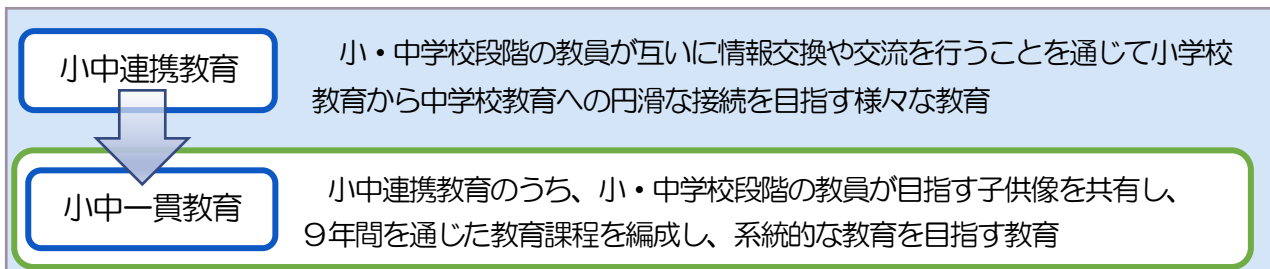 小中連携教育
小・中学校段階の教員が互いに情報交換や交流を行うことを通じて小学校
教育から中学校教育への円滑な接続を目指す様々な教育
小中一貫教育
小中連携教育のうち、小・中学校段階の教員が目指す子供像を共有し、
９年間を通じた教育課程を編成し、系統的な教育を目指す教育